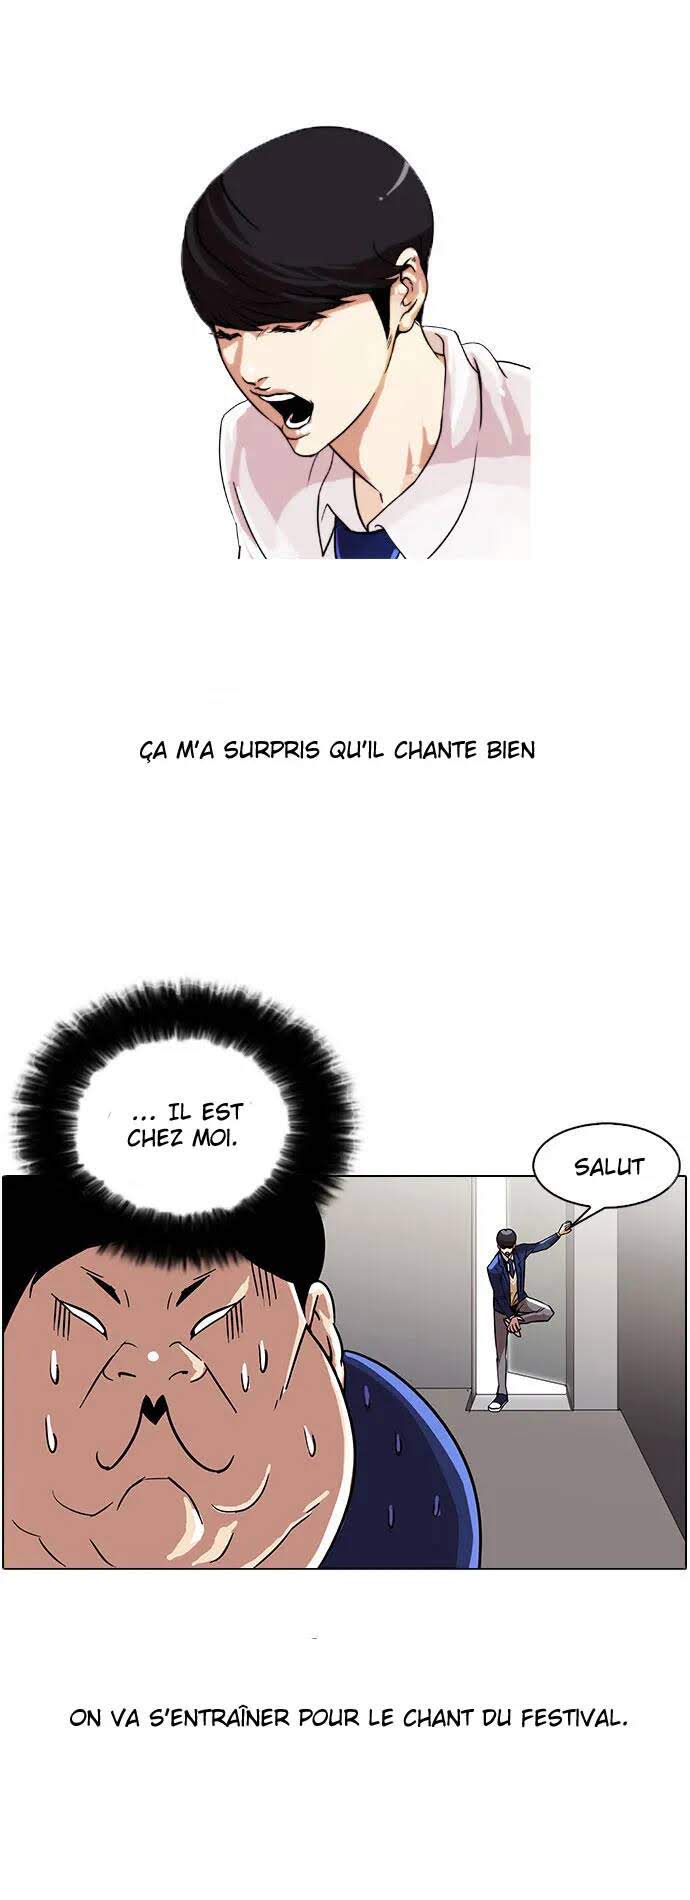 ÇA M'A SURPRIS QU'IL CHANTE BIEN
... IL EST
CHEZ MOI.
SALUT
ON VA S'ENTRAÎNER POUR LE CHANT DU FESTIVAL.